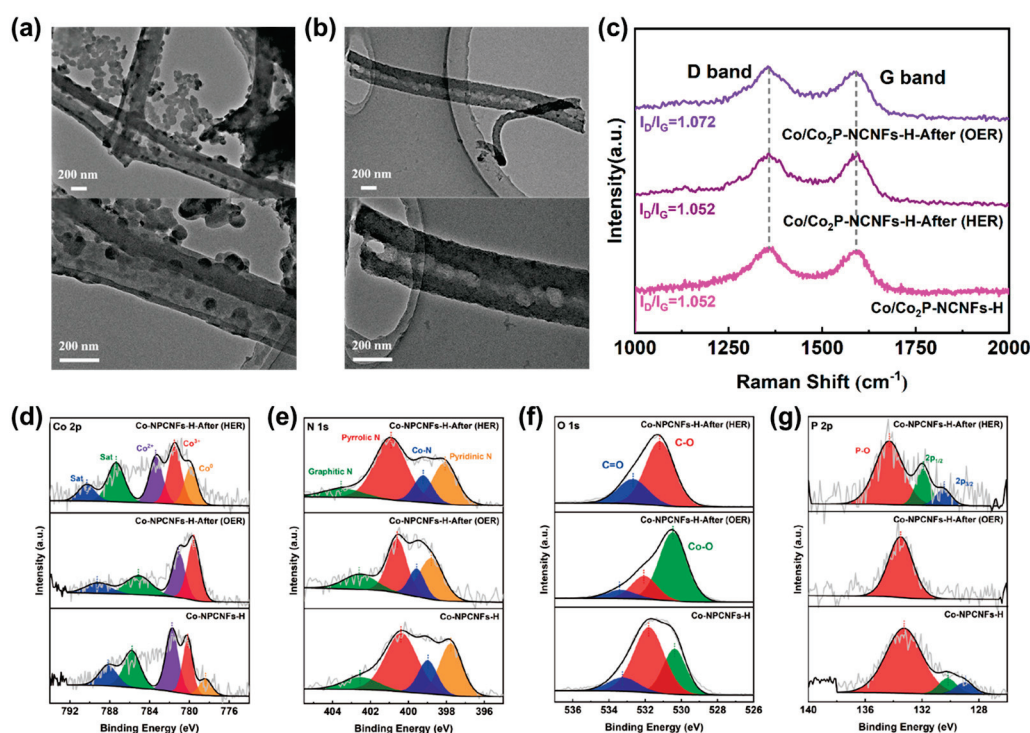 (a)
200 nm
200 nm
(b)
200 nm
200 nm
(c)
D band
G band
I_D/I_G=1.072
Co/Co₂P-NCNFs-H-After (OER)
I_D/I_G=1.052
Co/Co₂P-NCNFs-H-After (HER)
I_D/I_G=1.052
Co/Co₂P-NCNFs-H
Intensity(a.u.)
1000 1250 1500 1750 2000
Raman Shift (cm⁻¹)
(d)
Co 2p
Co-NPCNFs-H-After (HER)
Sat
Sat
Co²⁺
Co³⁺
Co⁰
Co-NPCNFs-H-After (OER)
Co-NPCNFs-H
Intensity (a.u.)
792 788 784 780 776
Binding Energy (eV)
(e)
N 1s
Co-NPCNFs-H-After (HER)
Graphitic N
Pyrrolic N
Co-N
Pyridinic N
Co-NPCNFs-H-After (OER)
Co-NPCNFs-H
Intensity (a.u.)
404 402 400 398 396
Binding Energy (eV)
(f)
O 1s
Co-NPCNFs-H-After (HER)
C=O
C-O
Co-NPCNFs-H-After (OER)
Co-O
Co-NPCNFs-H
Intensity (a.u.)
536 534 532 530 528 526
Binding Energy (eV)
(g)
P 2p
Co-NPCNFs-H-After (HER)
P-O
2p₁/₂
2p₃/₂
Co-NPCNFs-H-After (OER)
Co-NPCNFs-H
Intensity (a.u.)
140 136 132 128
Binding Energy (eV)